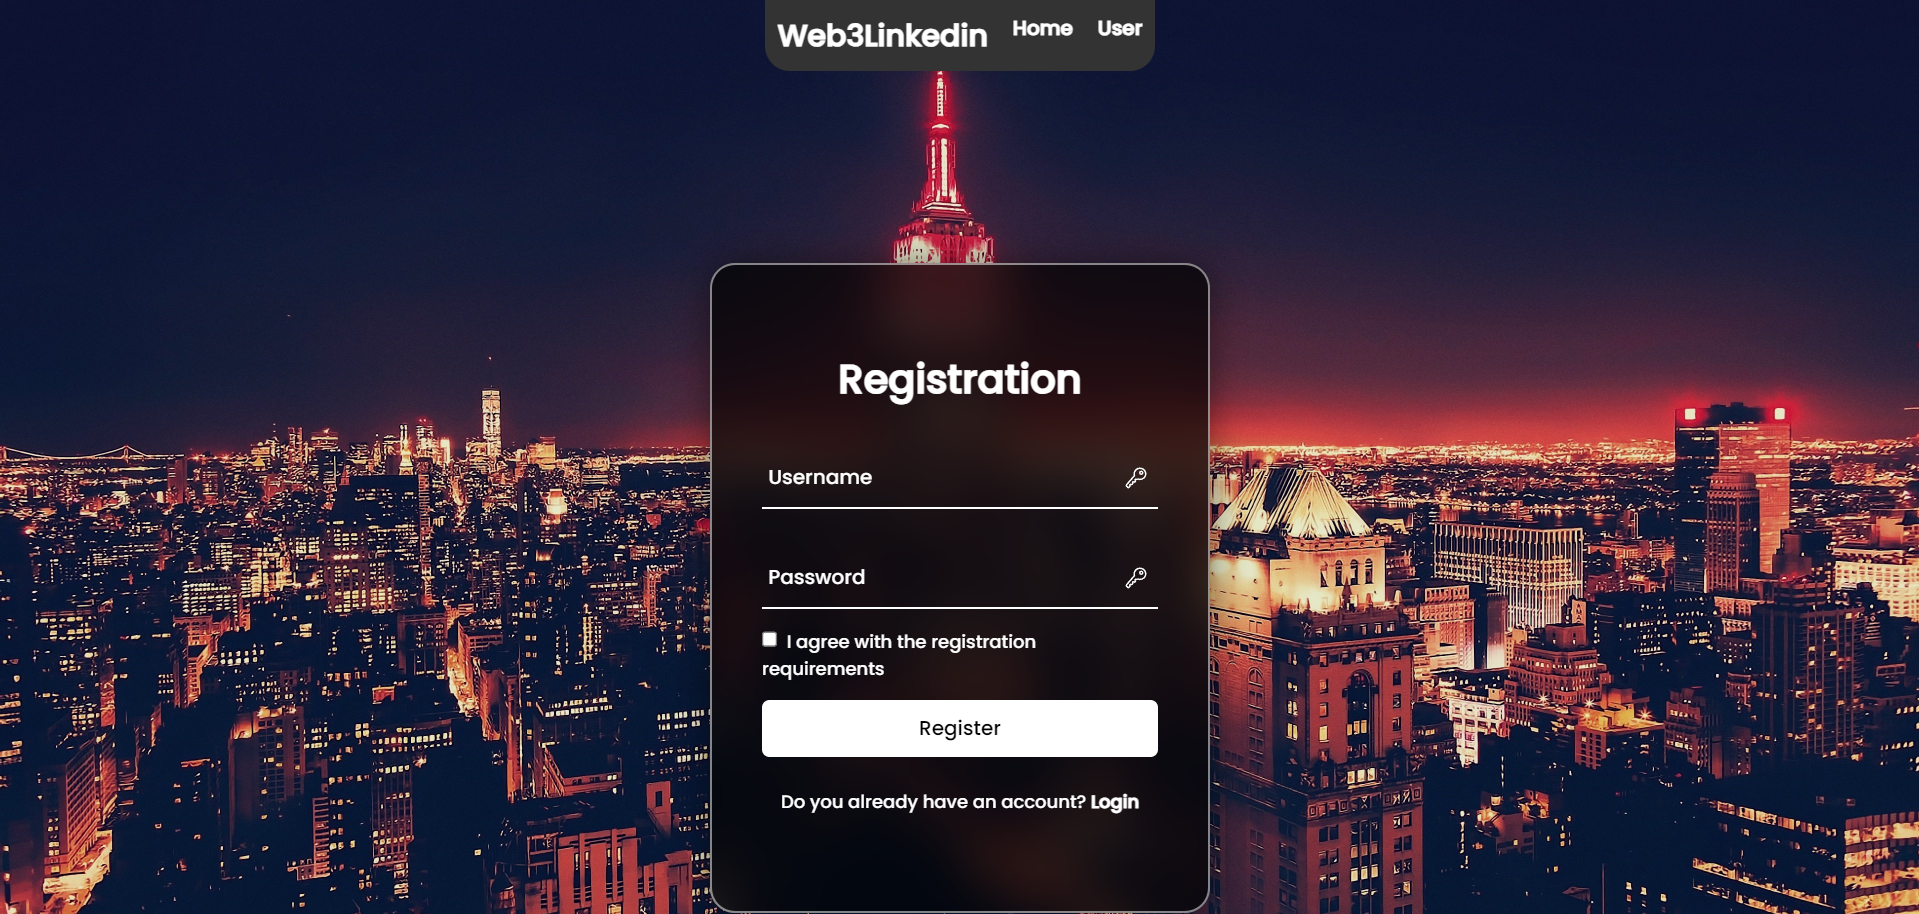 Web3Linkedin Home User
Registration
Username
Password
I agree with the registration
requirements
Register
Do you already have an account? Login